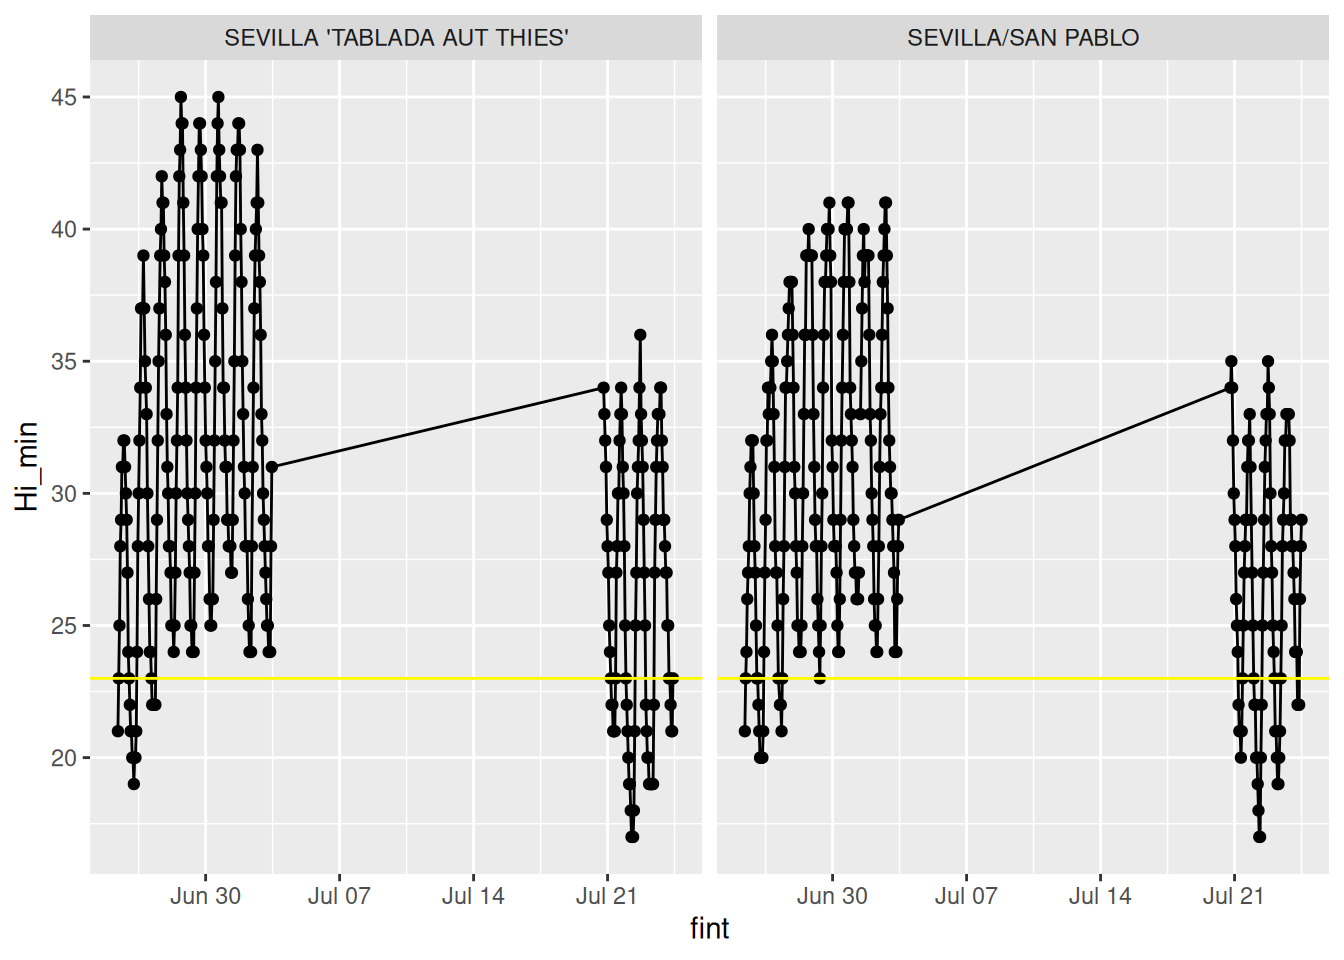 SEVILLA 'TABLADA AUT THIES'
SEVILLA/SAN PABLO
45
40
35
30
25
20
Hi_min
Jun 30
Jul 07
Jul 14
Jul 21
Jun 30
Jul 07
Jul 14
Jul 21
fint